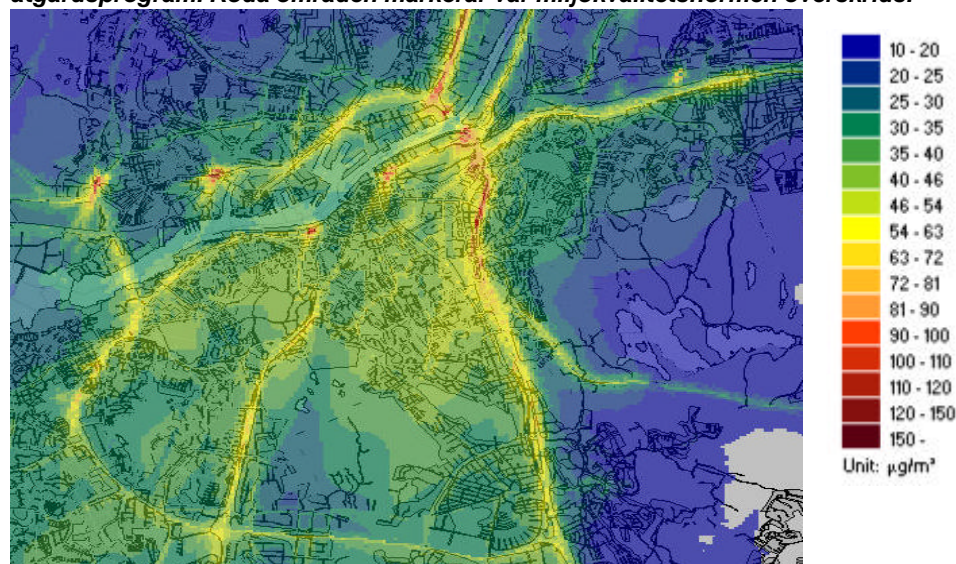 åtgärdsprogram. Röda områden markerar var miljökvalitetsnormen överskrids.
10 - 20
20 - 25
25 - 30
30 - 35
35 - 40
40 - 46
46 - 54
54 - 63
63 - 72
72 - 81
81 - 90
90 - 100
100 - 110
110 - 120
120 - 150
150 -
Unit: µg/m³